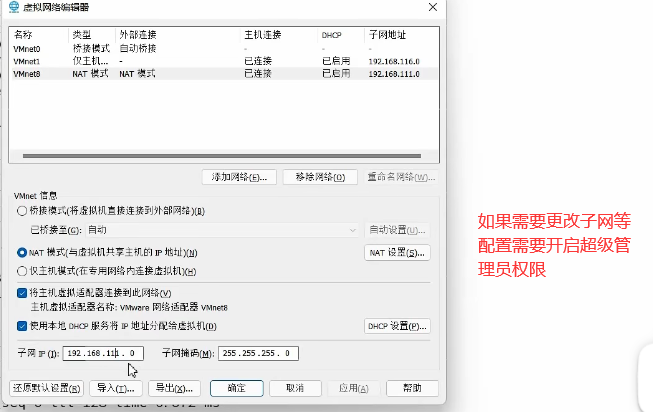 虚拟网络编辑器
名称 类型 外部连接 主机连接 DHCP 子网地址
VMnet0 桥接模式 自动桥接 - - -
VMnet1 仅主机... - 已连接 已启用 192.168.116.0
VMnet8 NAT 模式 NAT 模式 已连接 已启用 192.168.111.0
添加网络(E)... 移除网络(O) 重命名网络(W)...
VMnet 信息
桥接模式(将虚拟机直接连接到外部网络)(B)
已桥接至(G): 自动 自动设置(U)...
NAT 模式(与虚拟机共享主机的 IP 地址)(N) NAT 设置(S)...
仅主机模式(在专用网络内连接虚拟机)(H)
将主机虚拟适配器连接到此网络(V)
主机虚拟适配器名称: VMware 网络适配器 VMnet8
使用本地 DHCP 服务将 IP 地址分配给虚拟机(D) DHCP 设置(P)...
子网 IP (I): 192.168.111. 0 子网掩码(M): 255.255.255. 0
还原默认设置(R) 导入(T)... 导出(X)... 确定 取消 应用(A) 帮助
如果需要更改子网等
配置需要开启超级管
理员权限